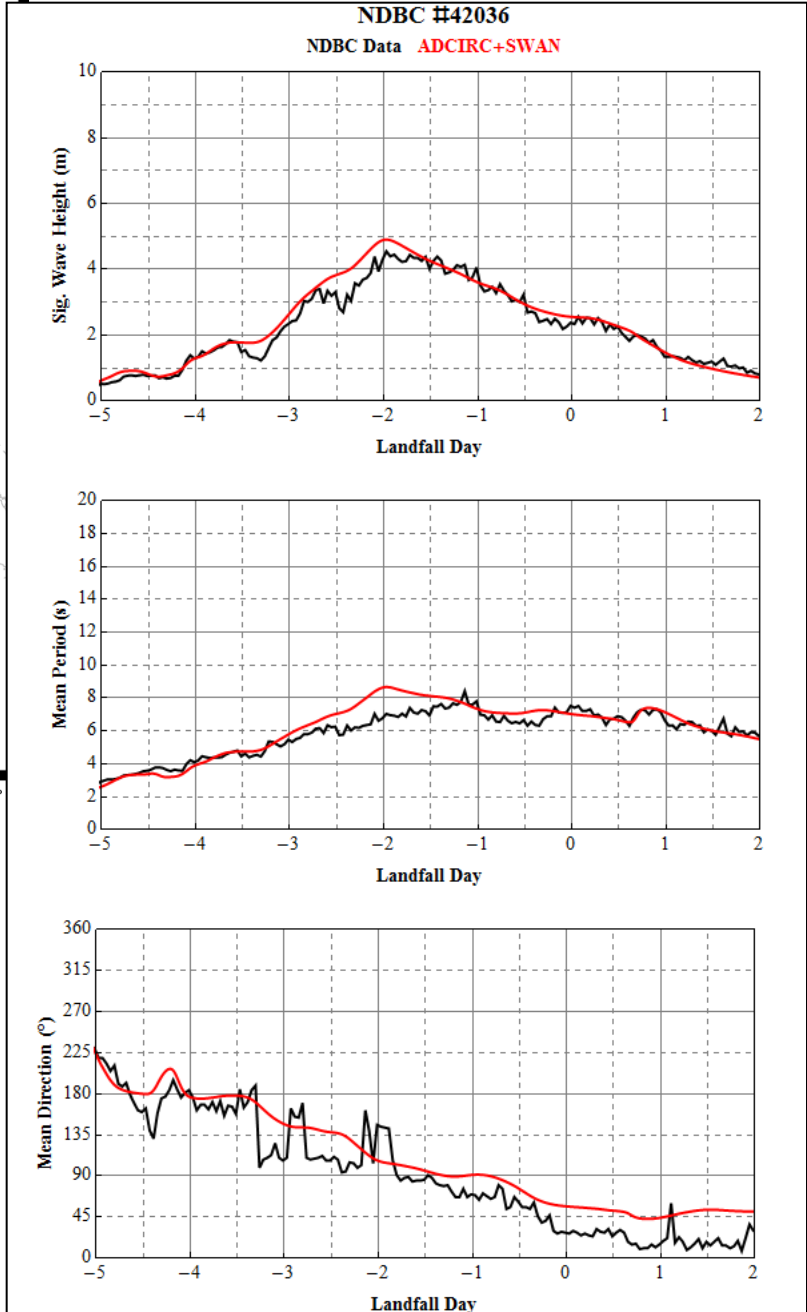 NDBC #42036
NDBC Data ADCIRC+SWAN
10
8
6
4
2
0
Sig. Wave Height (m)
−5 −4 −3 −2 −1 0 1 2
Landfall Day
20
18
16
14
12
10
8
6
4
2
0
Mean Period (s)
−5 −4 −3 −2 −1 0 1 2
Landfall Day
360
315
270
225
180
135
90
45
0
Mean Direction (°)
−5 −4 −3 −2 −1 0 1 2
Landfall Day